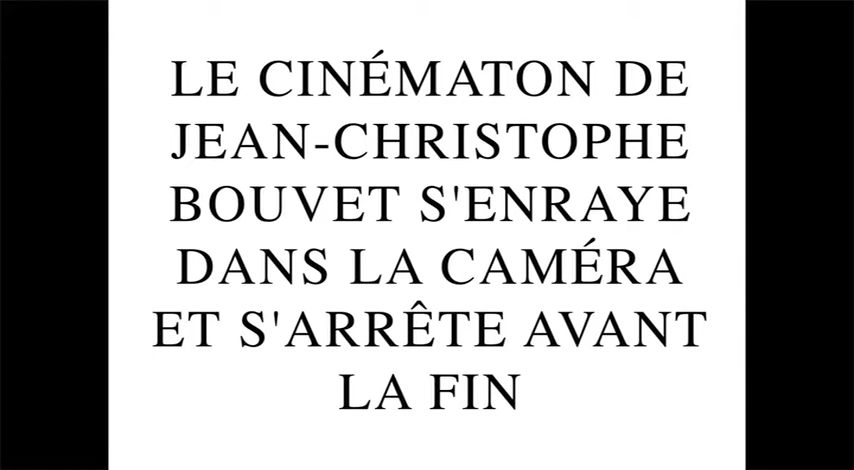 LE CINÉMATON DE
JEAN-CHRISTOPHE
BOUVET S'ENRAYE
DANS LA CAMÉRA
ET S'ARRÊTE AVANT
LA FIN